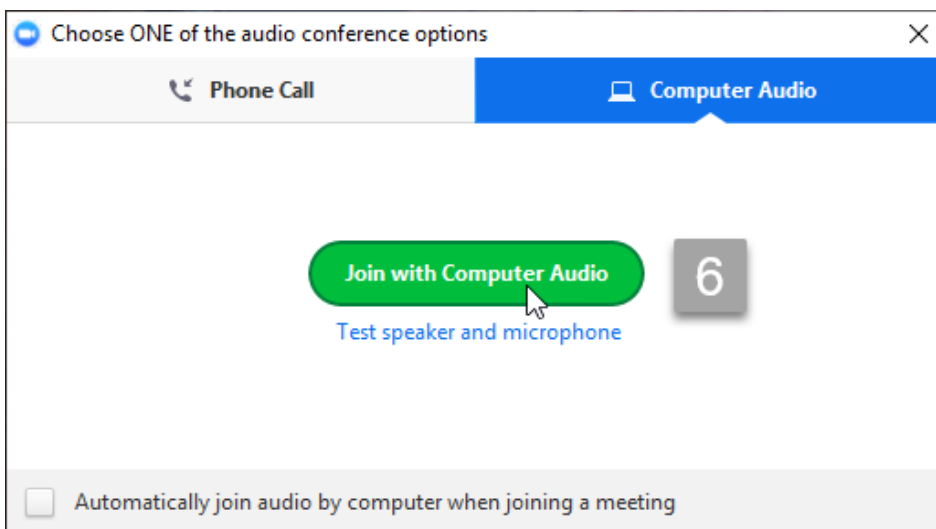 Choose ONE of the audio conference options
Phone Call
Computer Audio
Join with Computer Audio
6
Test speaker and microphone
Automatically join audio by computer when joining a meeting